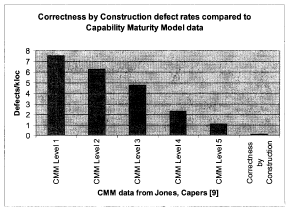 Correctness by Construction defect rates compared to
Capability Maturity Model data
Defects/kloc
8
7
6
5
4
3
2
1
0
CMM Level 1
CMM Level 2
CMM Level 3
CMM Level 4
CMM Level 5
Correctness
by
Construction
CMM data from Jones, Capers [9]